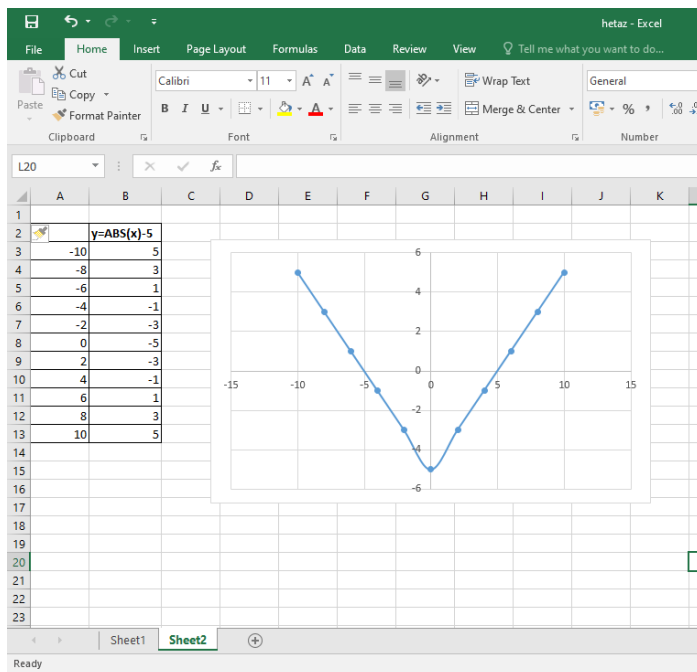 hetaz - Excel
File Home Insert Page Layout Formulas Data Review View Tell me what you want to do...
Cut
Copy
Format Painter
Paste
Calibri 11 A A
B I U A
Wrap Text
Merge & Center
General
% ,
Clipboard Font Alignment Number
L20 fx
A B C D E F G H I J K
1
2 y=ABS(x)-5
3 -10 5
4 -8 3
5 -6 1
6 -4 -1
7 -2 -3
8 0 -5
9 2 -3
10 4 -1
11 6 1
12 8 3
13 10 5
14
15
16
17
18
19
20
21
22
23
6
4
2
0
-15 -10 -5 0 5 10 15
-2
-4
-6
Sheet1 Sheet2
Ready